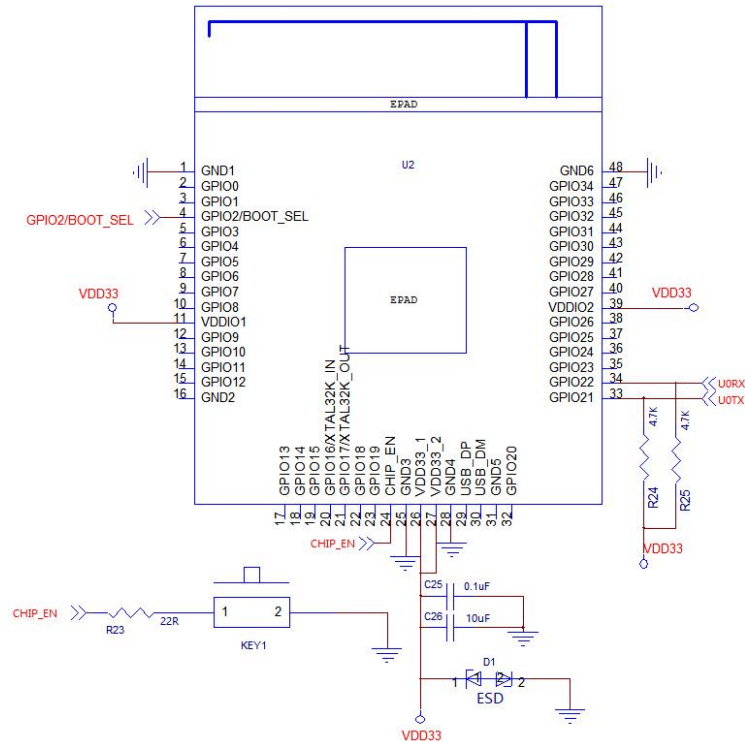 EPAD
U2
1 GND1
2 GPIO0
3 GPIO1
GPIO2/BOOT_SEL 4 GPIO2/BOOT_SEL
5 GPIO3
6 GPIO4
7 GPIO5
8 GPIO6
9 GPIO7
10 GPIO8
VDD33 11 VDDIO1
12 GPIO9
13 GPIO10
14 GPIO11
15 GPIO12
16 GND2
EPAD
GND6 48
GPIO34 47
GPIO33 46
GPIO32 45
GPIO31 44
GPIO30 43
GPIO29 42
GPIO28 41
GPIO27 40
VDDIO2 39 VDD33
GPIO26 38
GPIO25 37
GPIO24 36
GPIO23 35
GPIO22 34 U0RX
GPIO21 33 U0TX
GPIO13 17
GPIO14 18
GPIO15 19
GPIO16/XTAL32K_IN 20
GPIO17/XTAL32K_OUT 21
GPIO18 22
GPIO19 23
CHIP_EN 24
GND3 25
VDD33_1 26
VDD33_2 27
GND4 28
USB_DP 29
USB_DM 30
GND5 31
GPIO20 32
4.7K
R24
4.7K
R25
VDD33
CHIP_EN
CHIP_EN
R23
22R
1 2
KEY1
C25 0.1uF
C26 10uF
D1
1 1 2 2
ESD
VDD33